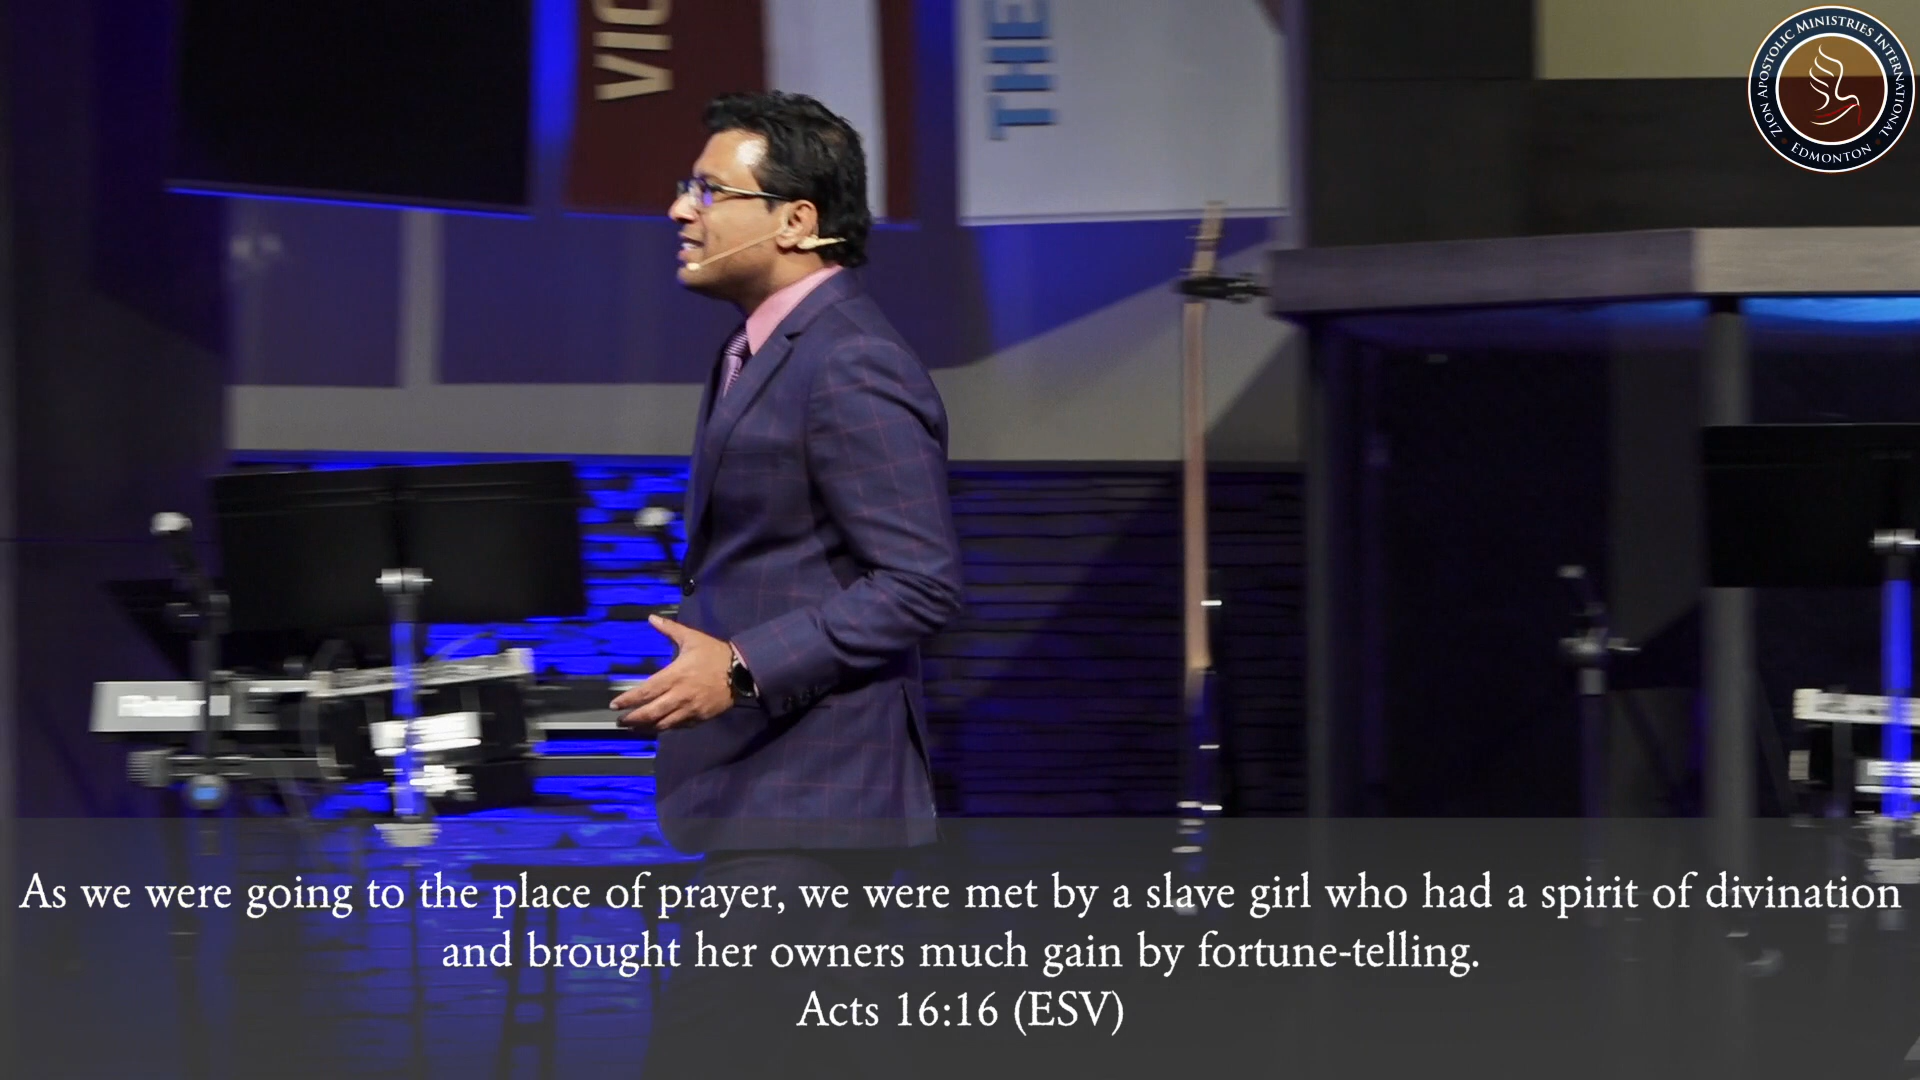 VIC
THE
ZION APOSTOLIC MINISTRIES INTERNATIONAL
EDMONTON
As we were going to the place of prayer, we were met by a slave girl who had a spirit of divination
and brought her owners much gain by fortune-telling.
Acts 16:16 (ESV)